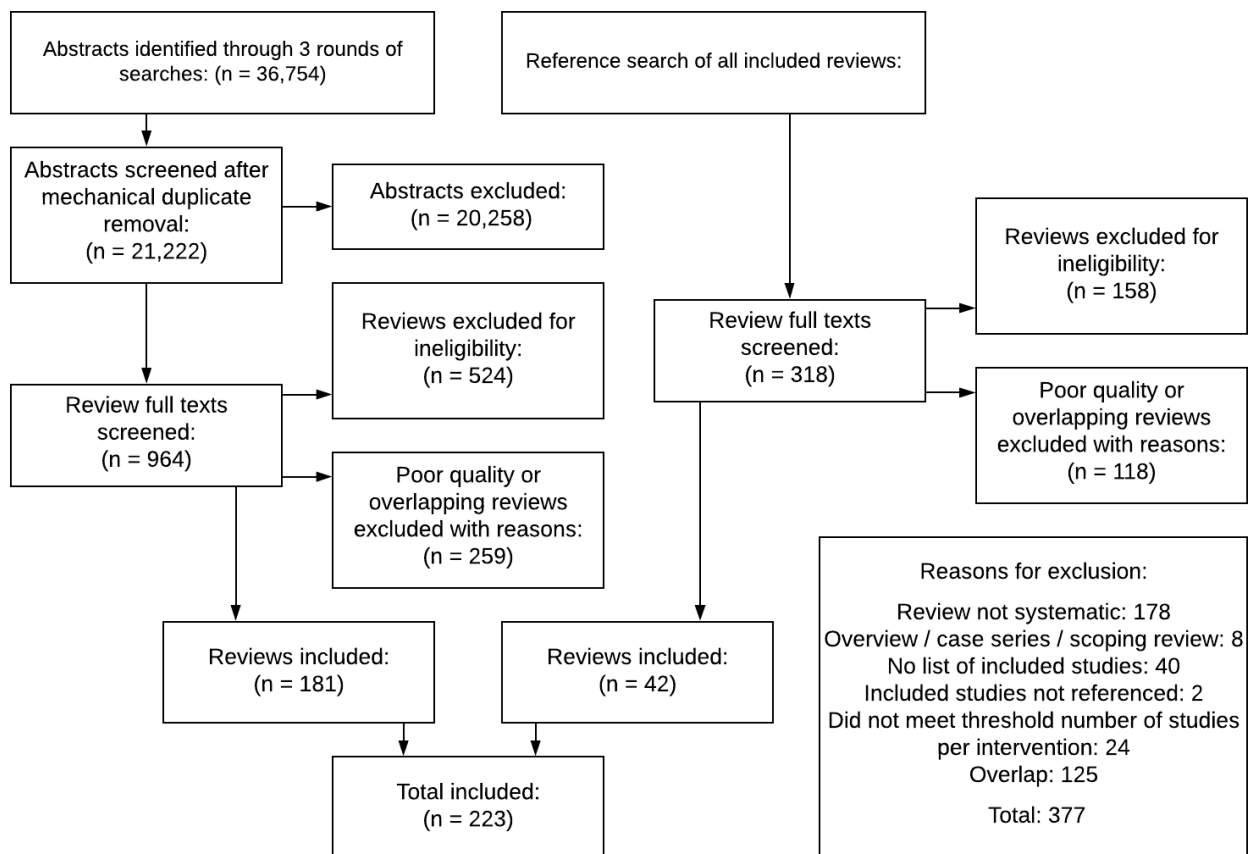 Abstracts identified through 3 rounds of
searches: (n = 36,754)
Reference search of all included reviews:
Abstracts screened after
mechanical duplicate
removal:
(n = 21,222)
Abstracts excluded:
(n = 20,258)
Reviews excluded for
ineligibility:
(n = 158)
Reviews excluded for
ineligibility:
(n = 524)
Review full texts
screened:
(n = 318)
Review full texts
screened:
(n = 964)
Poor quality or
overlapping reviews
excluded with reasons:
(n = 118)
Poor quality or
overlapping reviews
excluded with reasons:
(n = 259)
Reviews included:
(n = 181)
Reviews included:
(n = 42)
Total included:
(n = 223)
Reasons for exclusion:
Review not systematic: 178
Overview / case series / scoping review: 8
No list of included studies: 40
Included studies not referenced: 2
Did not meet threshold number of studies
per intervention: 24
Overlap: 125
Total: 377